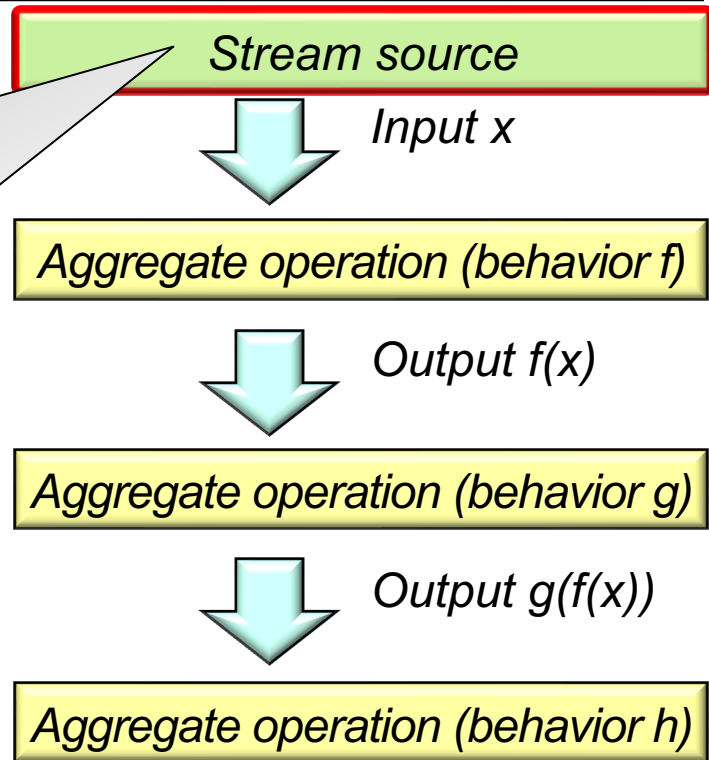 Stream source
Input x
Aggregate operation (behavior f)
Output f(x)
Aggregate operation (behavior g)
Output g(f(x))
Aggregate operation (behavior h)